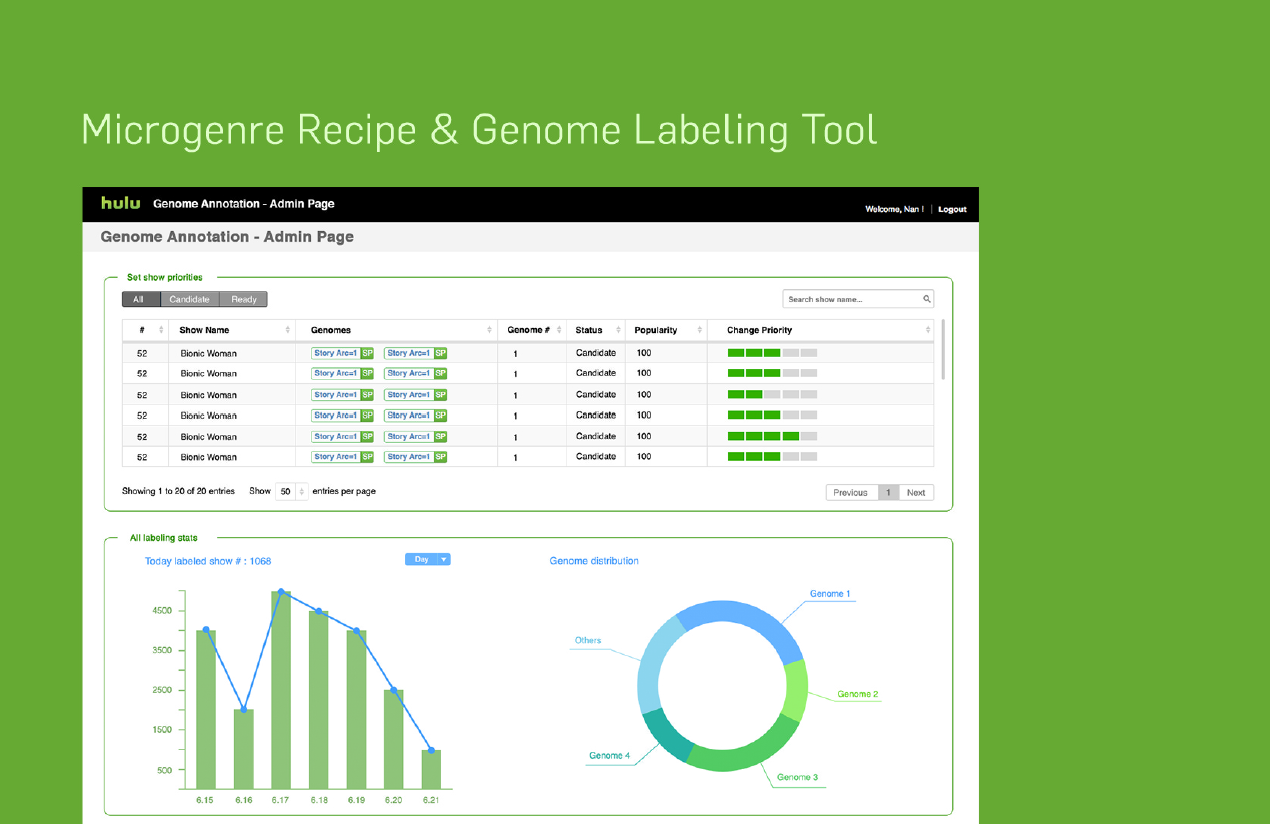 Microgenre Recipe & Genome Labeling Tool
hulu Genome Annotation - Admin Page
Welcome, Nan ! | Logout
Genome Annotation - Admin Page
Set show priorities
All Candidate Ready
Search show name...
# Show Name Genomes Genome # Status Popularity Change Priority
52 Bionic Woman Story Arc=1 SP Story Arc=1 SP 1 Candidate 100
52 Bionic Woman Story Arc=1 SP Story Arc=1 SP 1 Candidate 100
52 Bionic Woman Story Arc=1 SP Story Arc=1 SP 1 Candidate 100
52 Bionic Woman Story Arc=1 SP Story Arc=1 SP 1 Candidate 100
52 Bionic Woman Story Arc=1 SP Story Arc=1 SP 1 Candidate 100
52 Bionic Woman Story Arc=1 SP Story Arc=1 SP 1 Candidate 100
Showing 1 to 20 of 20 entries Show 50 entries per page
Previous 1 Next
All labeling stats
Today labeled show # : 1068
Day
4500
3500
2500
1500
500
6.15 6.16 6.17 6.18 6.19 6.20 6.21
Genome distribution
Genome 1
Others
Genome 2
Genome 4
Genome 3